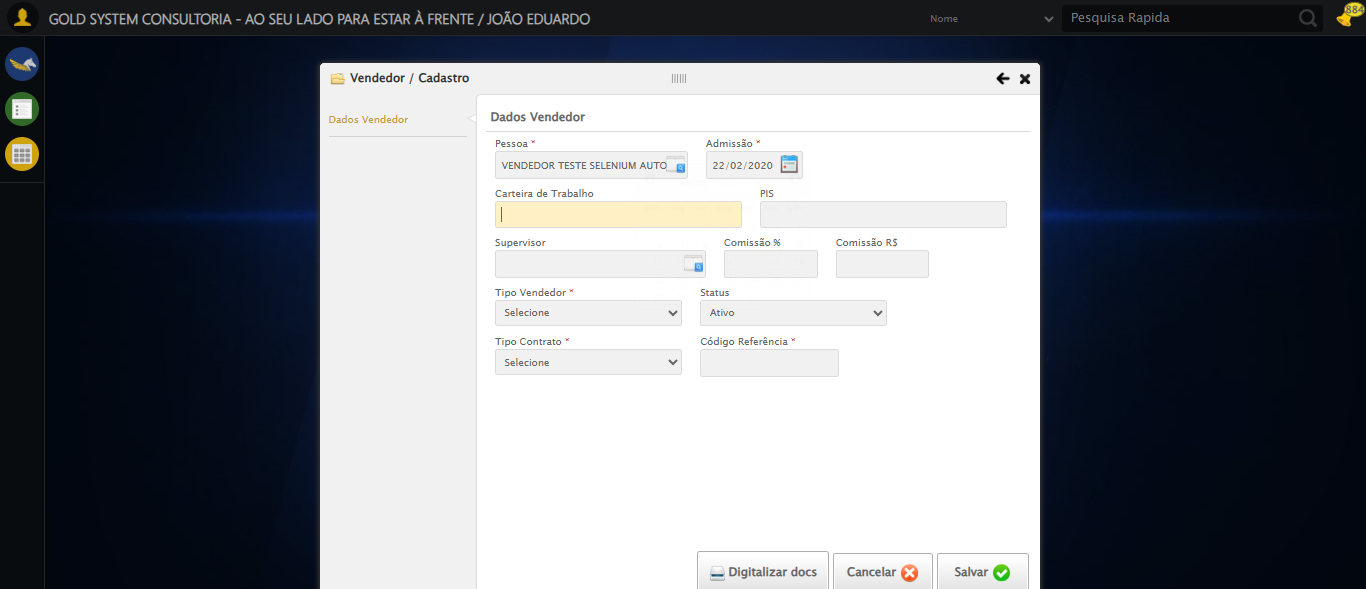 GOLD SYSTEM CONSULTORIA - AO SEU LADO PARA ESTAR À FRENTE / JOÃO EDUARDO
Nome
Pesquisa Rapida
884
Vendedor / Cadastro
Dados Vendedor
Dados Vendedor
Pessoa * Admissão *
VENDEDOR TESTE SELENIUM AUTO 22/02/2020
Carteira de Trabalho PIS
Supervisor Comissão % Comissão R$
Tipo Vendedor * Status
Selecione Ativo
Tipo Contrato * Código Referência *
Selecione
Digitalizar docs Cancelar Salvar